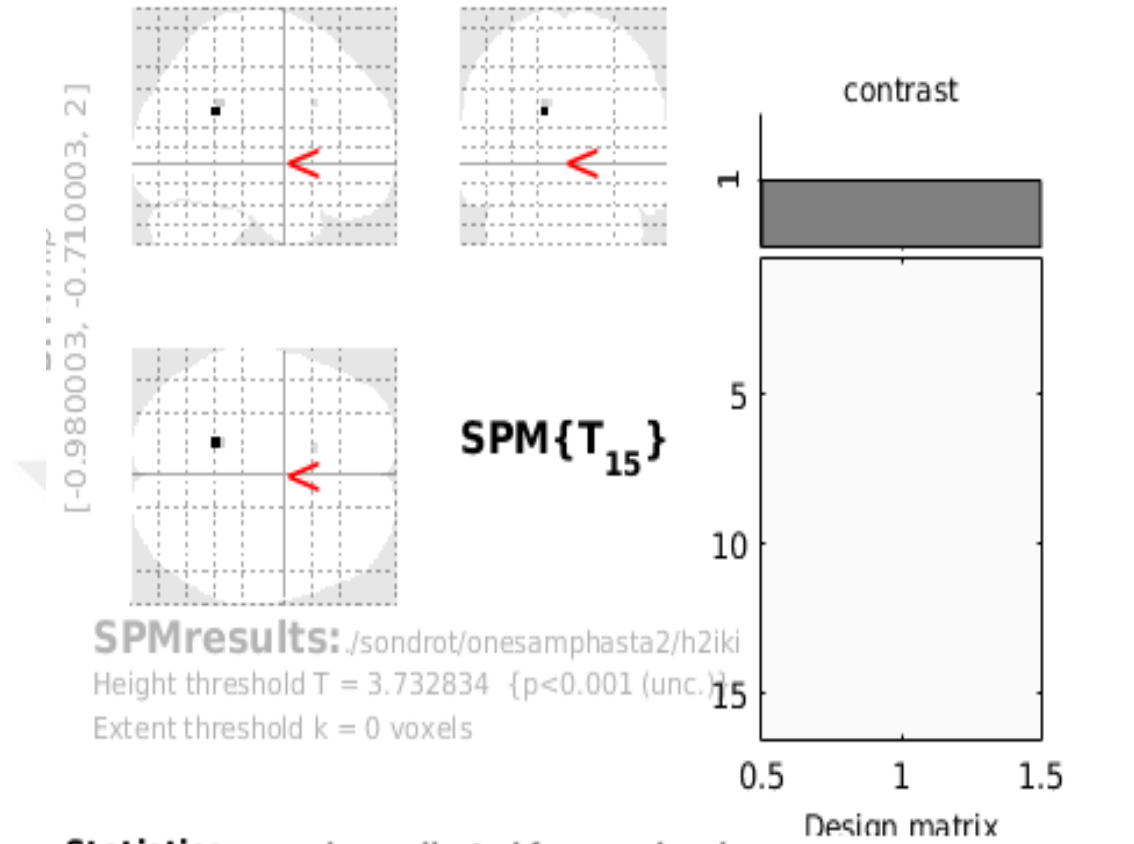 contrast
[-0.980003, -0.710003, 2]
1
5
SPM{T15}
10
SPMresults: ./sondrot/onesamphasta2/h2iki
Height threshold T = 3.732834 {p<0.001 (unc.)}
15
Extent threshold k = 0 voxels
0.5 1 1.5
Design matrix